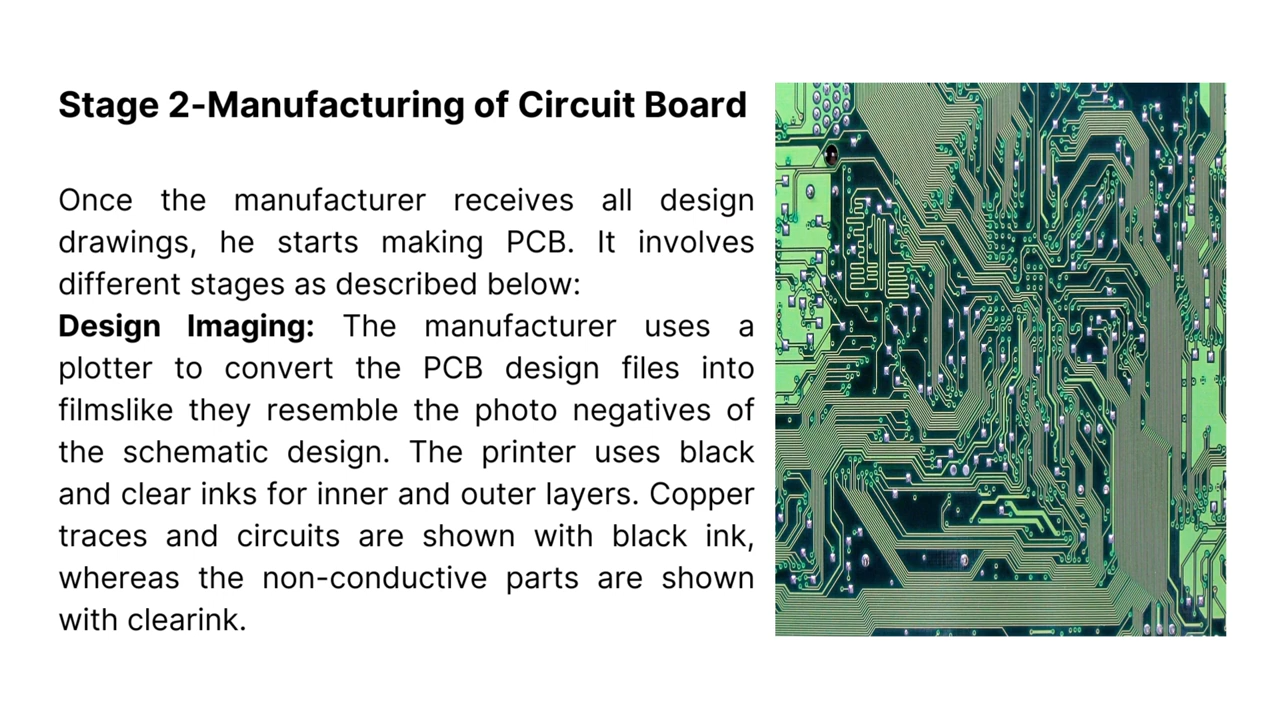 Stage 2-Manufacturing of Circuit Board
Once the manufacturer receives all design
drawings, he starts making PCB. It involves
different stages as described below:
Design Imaging: The manufacturer uses a
plotter to convert the PCB design files into
filmslike they resemble the photo negatives of
the schematic design. The printer uses black
and clear inks for inner and outer layers. Copper
traces and circuits are shown with black ink,
whereas the non-conductive parts are shown
with clearink.